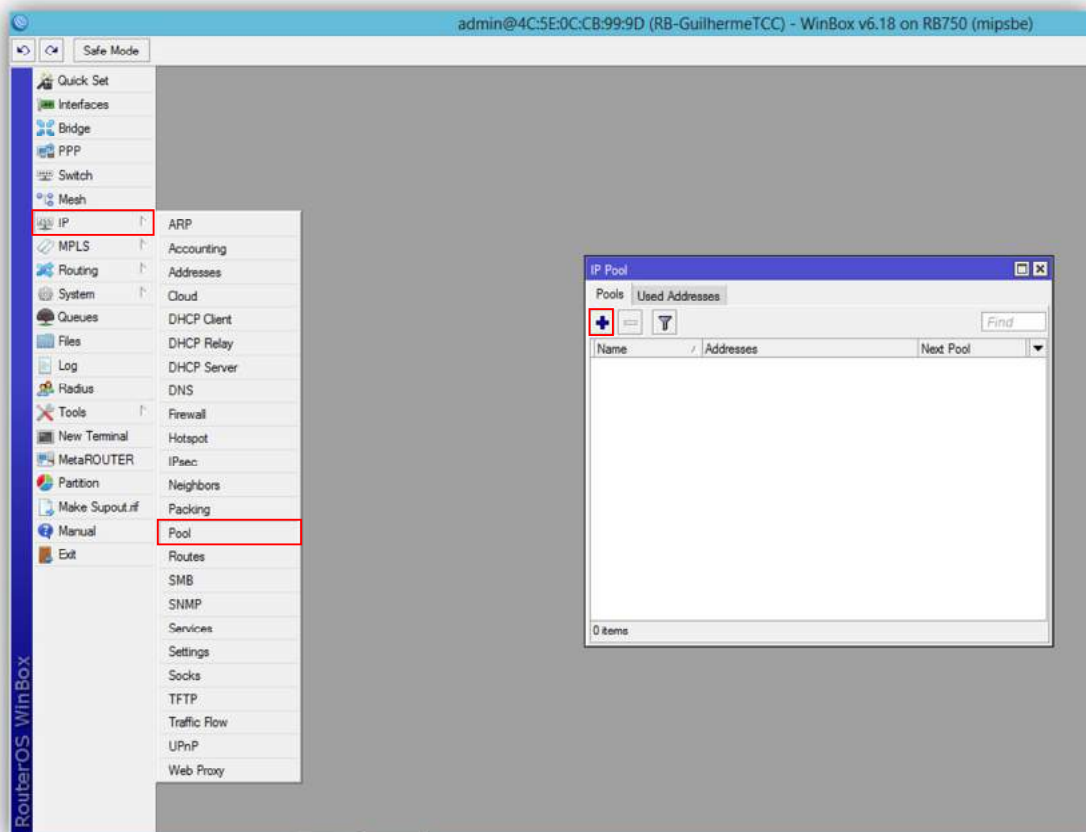 admin@4C:5E:0C:CB:99:9D (RB-GuilhermeTCC) - WinBox v6.18 on RB750 (mipsbe)
Safe Mode
Quick Set
Interfaces
Bridge
PPP
Switch
Mesh
IP
MPLS
Routing
System
Queues
Files
Log
Radius
Tools
New Terminal
MetaROUTER
Partition
Make Supout.rif
Manual
Exit
RouterOS WinBox
ARP
Accounting
Addresses
Cloud
DHCP Client
DHCP Relay
DHCP Server
DNS
Firewall
Hotspot
IPsec
Neighbors
Packing
Pool
Routes
SMB
SNMP
Services
Settings
Socks
TFTP
Traffic Flow
UPnP
Web Proxy
IP Pool
Pools Used Addresses
Find
Name Addresses Next Pool
0 items